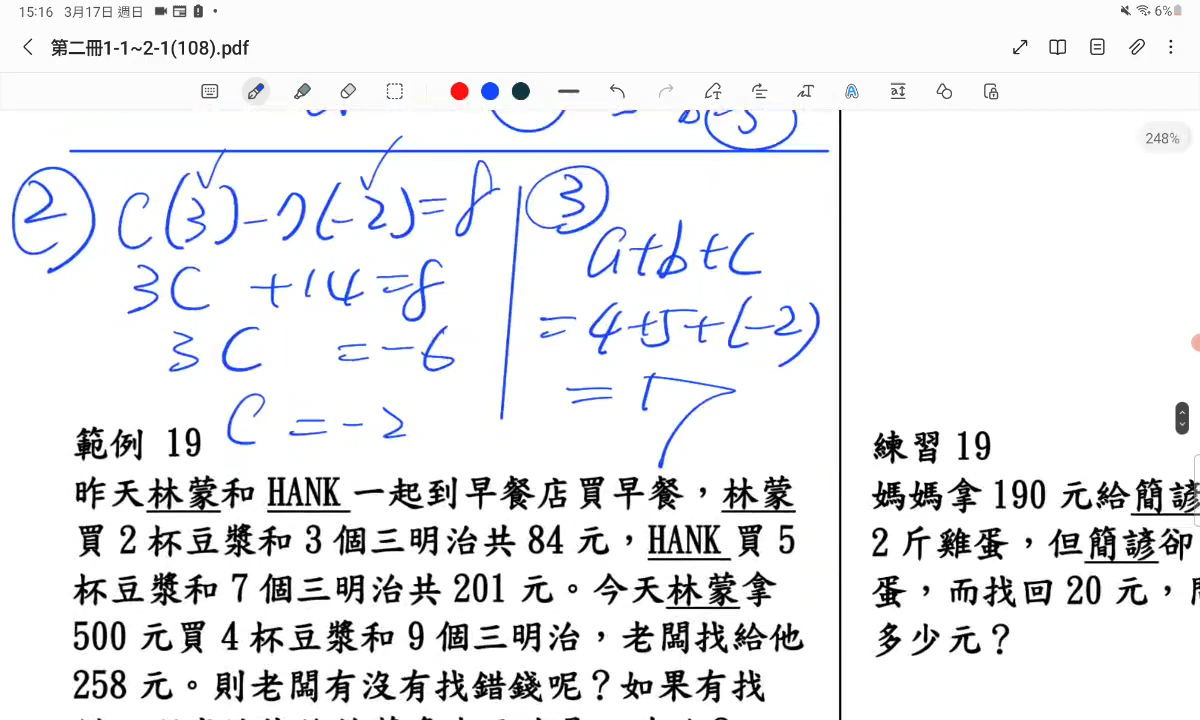 15:16 3月17日 週日
6%
第二冊1-1~2-1(108).pdf
248%
② C(3)-7(-2)=8
3C +14=8
3C =-6
C =-2
③
a+b+c
=4+5+(-2)
=7
範例 19
昨天林蒙和 HANK 一起到早餐店買早餐，林蒙
買 2 杯豆漿和 3 個三明治共 84 元，HANK 買 5
杯豆漿和 7 個三明治共 201 元。今天林蒙拿
500 元買 4 杯豆漿和 9 個三明治，老闆找給他
258 元。則老闆有沒有找錯錢呢？如果有找
練習 19
媽媽拿 190 元給簡諺
2 斤雞蛋，但簡諺卻
蛋，而找回 20 元，
多少元？